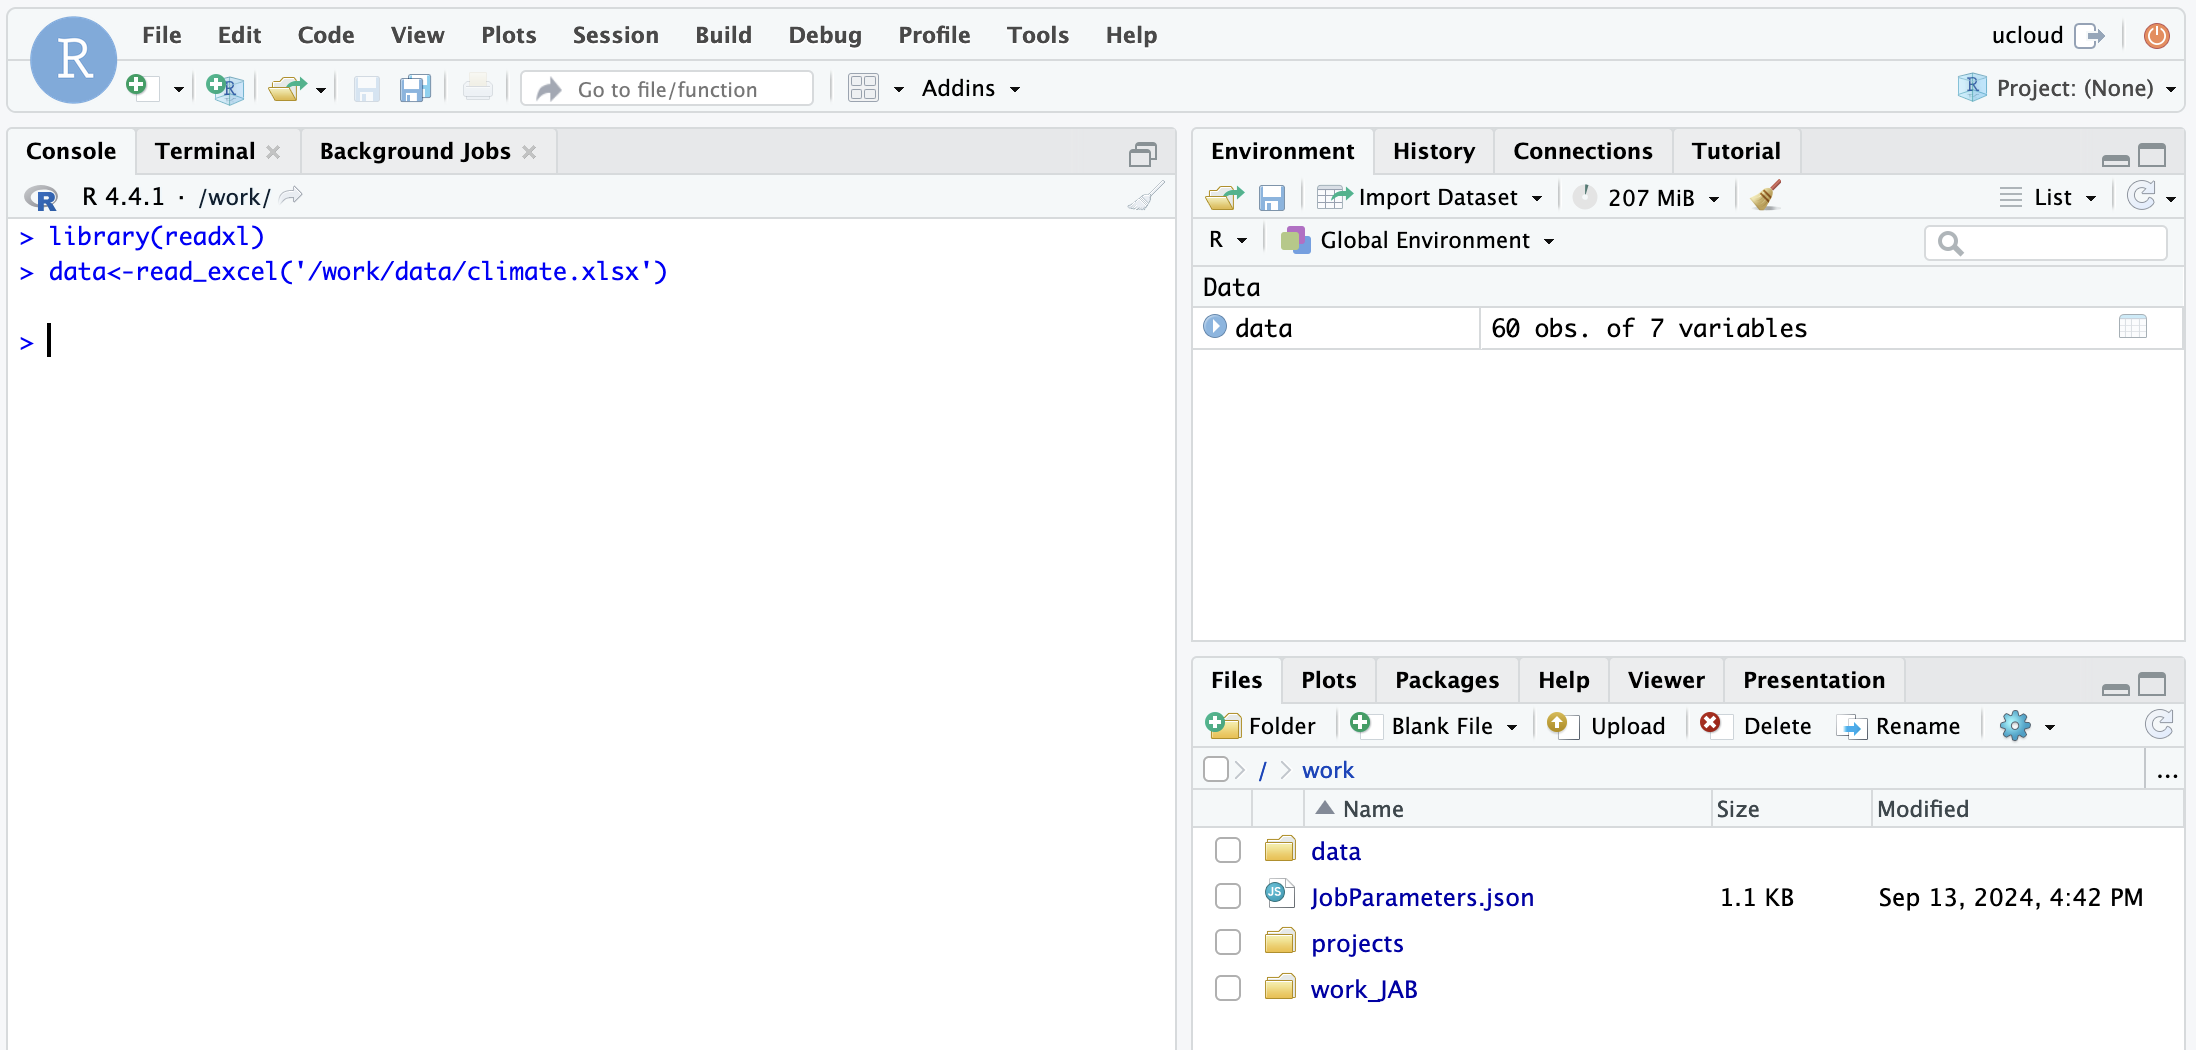 R
File Edit Code View Plots Session Build Debug Profile Tools Help
ucloud
R Go to file/function Addins
R Project: (None)
Console Terminal Background Jobs
R R 4.4.1 · /work/
> library(readxl)
> data<-read_excel('/work/data/climate.xlsx')
>
Environment History Connections Tutorial
Import Dataset 207 MiB List
R Global Environment
Data
data 60 obs. of 7 variables
Files Plots Packages Help Viewer Presentation
Folder Blank File Upload Delete Rename
/ work ...
Name Size Modified
data
JS JobParameters.json 1.1 KB Sep 13, 2024, 4:42 PM
projects
work_JAB